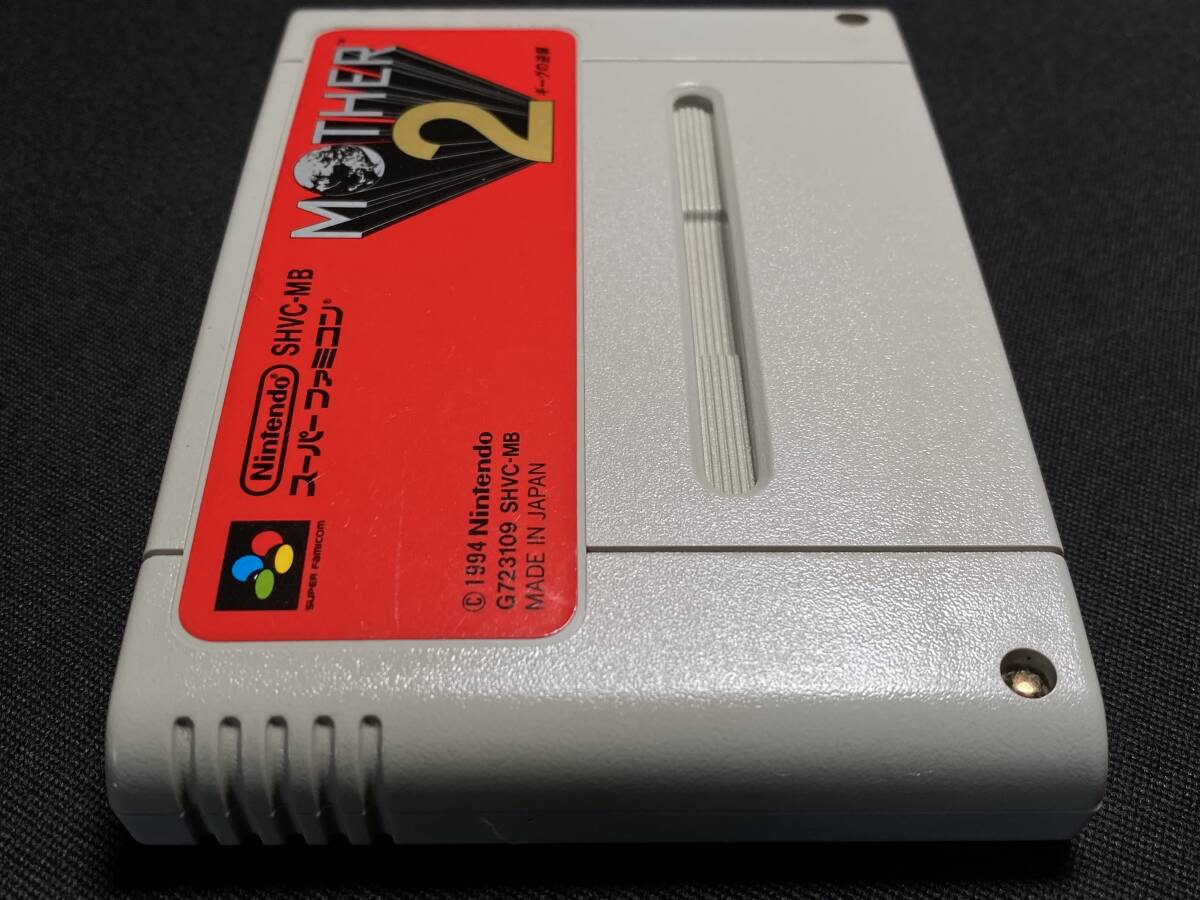 MOTHER™
2
ギーグの逆襲
Nintendo® SHVC-MB
スーパーファミコン®
SUPER FAMICOM
© 1994 Nintendo
G723109 SHVC-MB
MADE IN JAPAN